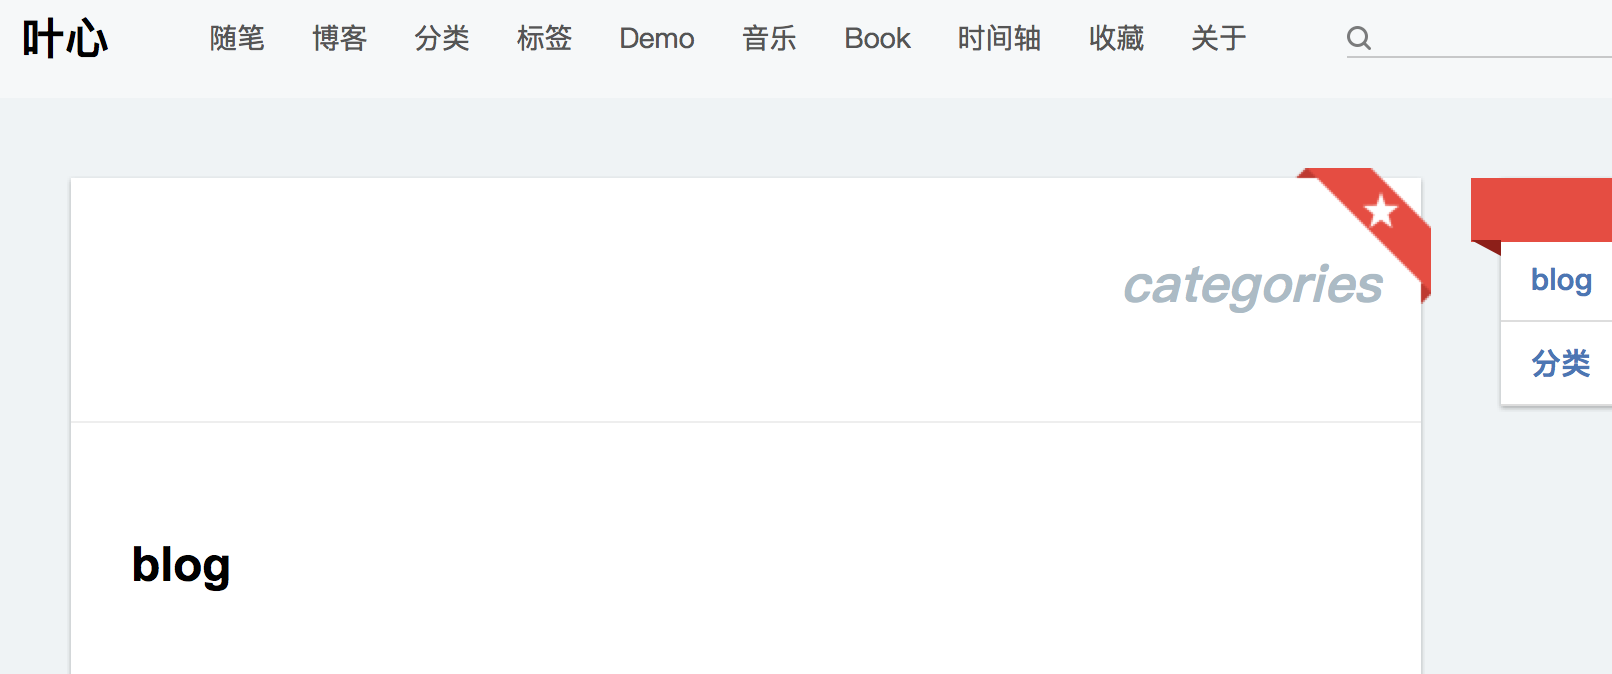 叶心 随笔 博客 分类 标签 Demo 音乐 Book 时间轴 收藏 关于
categories
blog
分类
blog